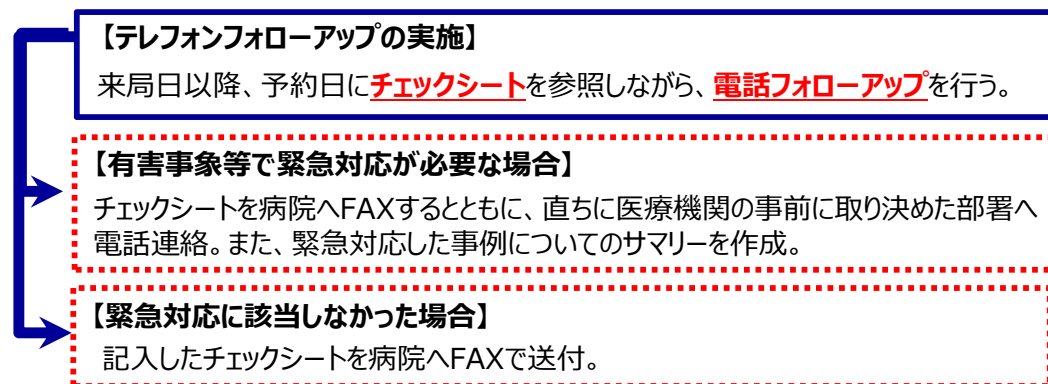 【テレフォンフォローアップの実施】
来局日以降、予約日にチェックシートを参照しながら、電話フォローアップを行う。
【有害事象等で緊急対応が必要な場合】
チェックシートを病院へFAXするとともに、直ちに医療機関の事前に取り決めた部署へ
電話連絡。また、緊急対応した事例についてのサマリーを作成。
【緊急対応に該当しなかった場合】
記入したチェックシートを病院へFAXで送付。